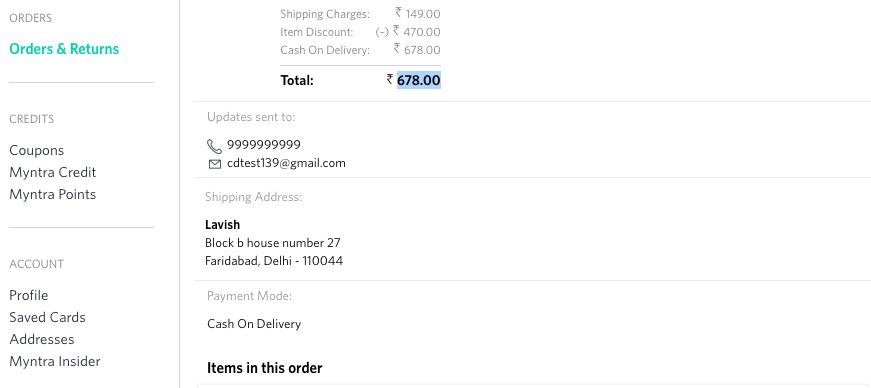 ORDERS
Orders & Returns
CREDITS
Coupons
Myntra Credit
Myntra Points
ACCOUNT
Profile
Saved Cards
Addresses
Myntra Insider
Shipping Charges: ₹ 149.00
Item Discount: (-) ₹ 470.00
Cash On Delivery: ₹ 678.00
Total: ₹ 678.00
Updates sent to:
9999999999
cdtest139@gmail.com
Shipping Address:
Lavish
Block b house number 27
Faridabad, Delhi - 110044
Payment Mode:
Cash On Delivery
Items in this order